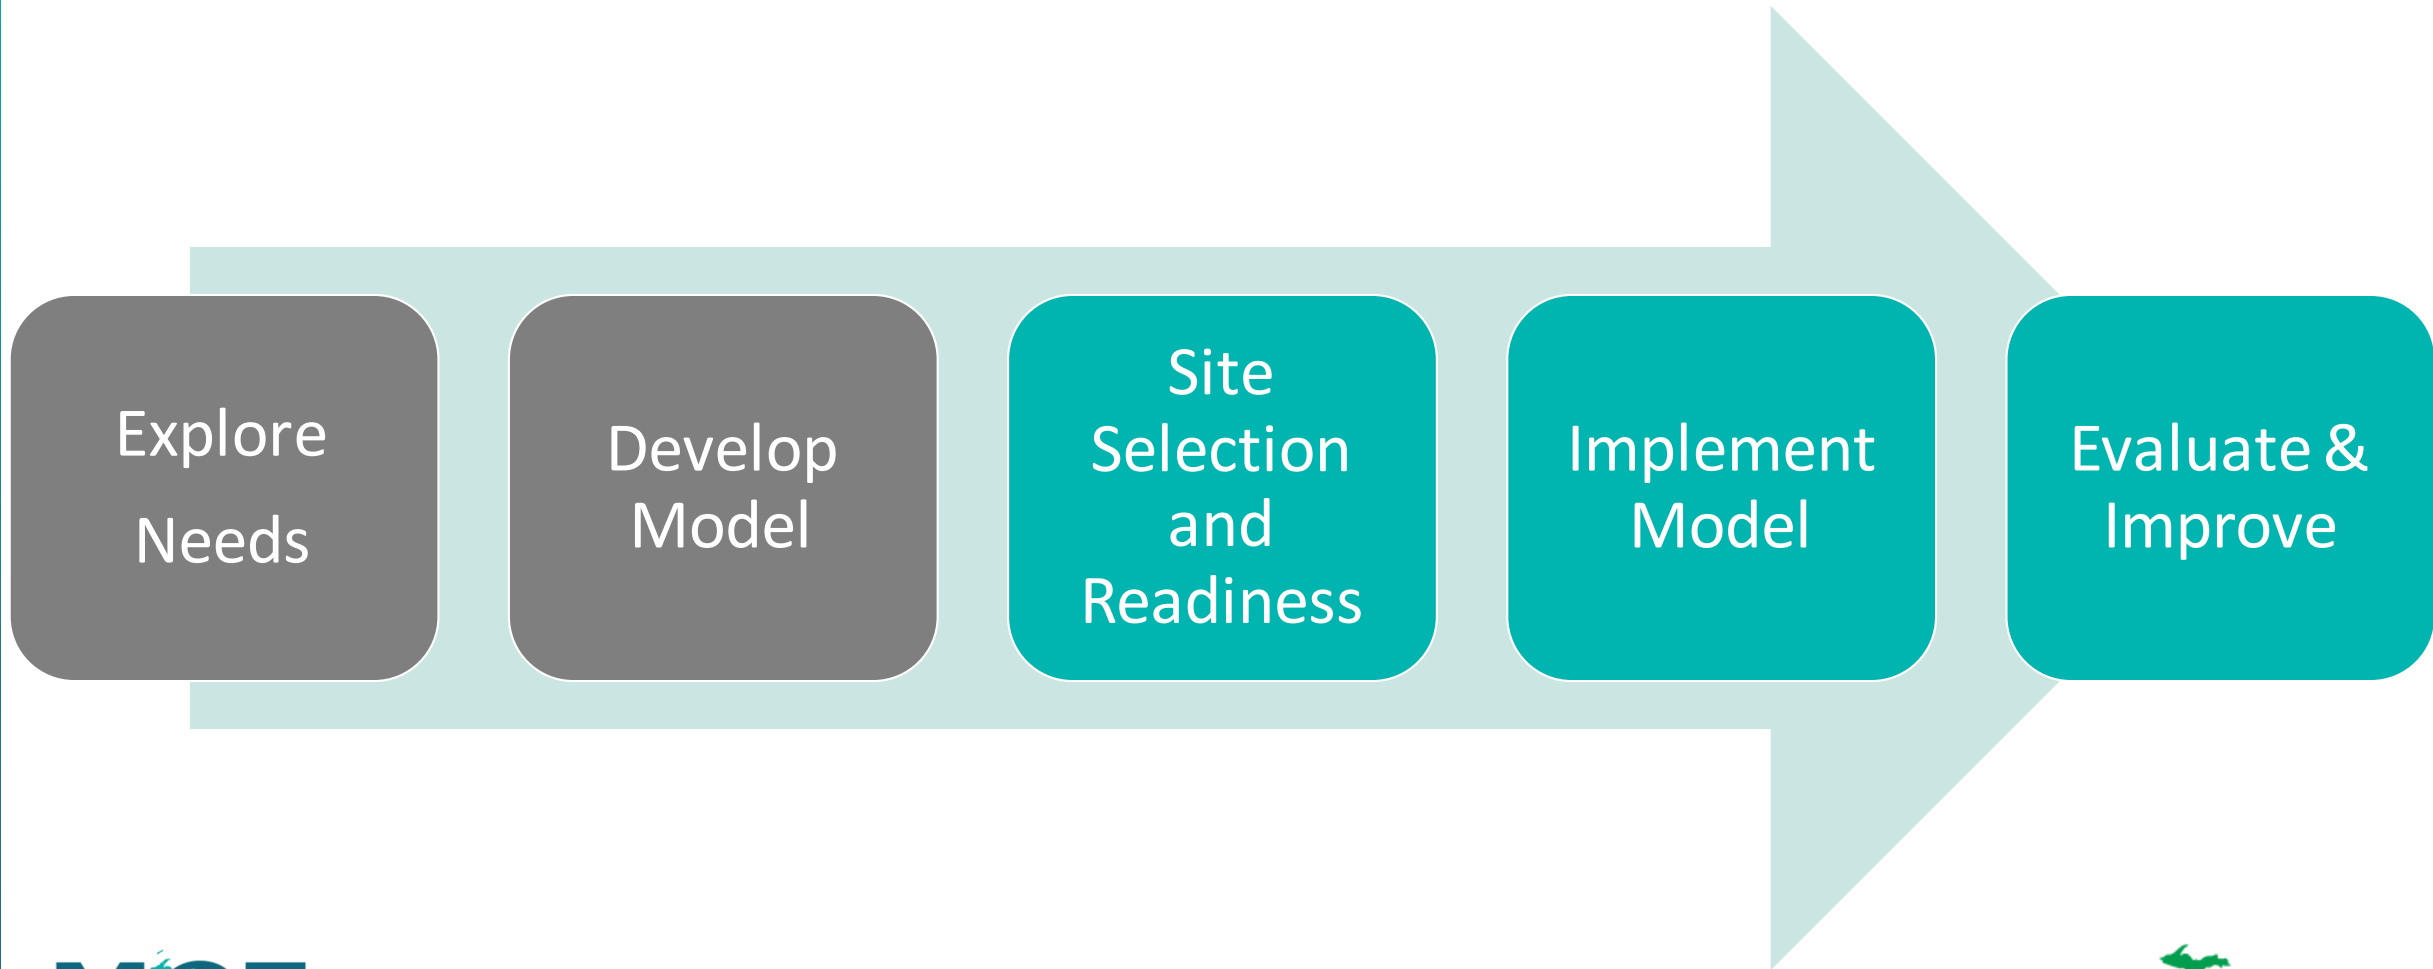 Explore
Needs
Develop
Model
Site
Selection
and
Readiness
Implement
Model
Evaluate &
Improve